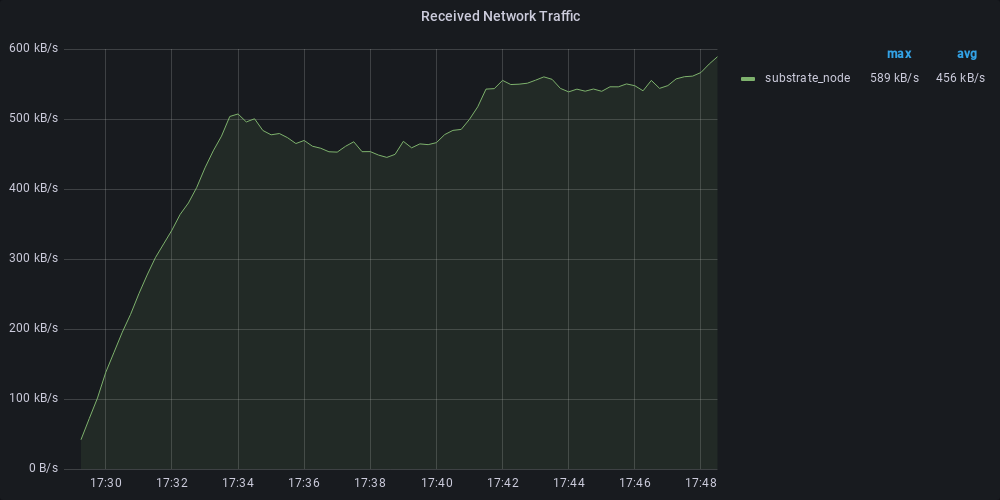 Received Network Traffic
600 kB/s
500 kB/s
400 kB/s
300 kB/s
200 kB/s
100 kB/s
0 B/s
17:30 17:32 17:34 17:36 17:38 17:40 17:42 17:44 17:46 17:48
max avg
substrate_node 589 kB/s 456 kB/s